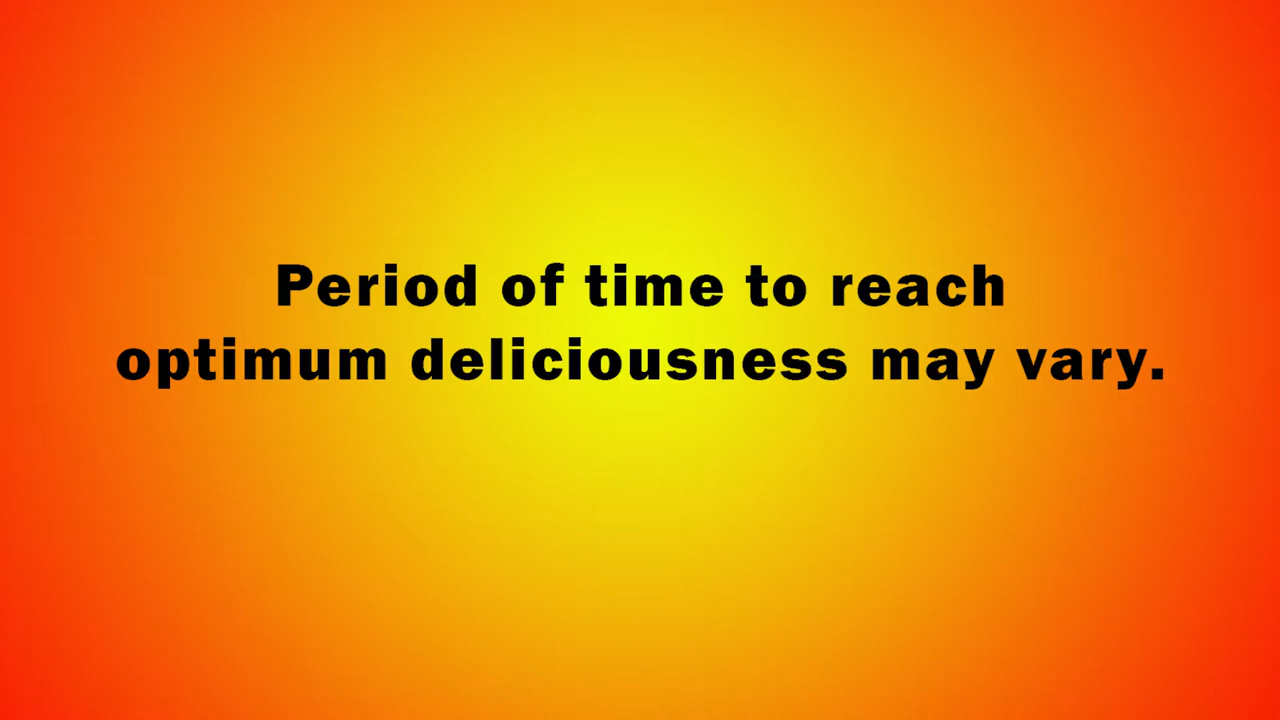 Period of time to reach
optimum deliciousness may vary.